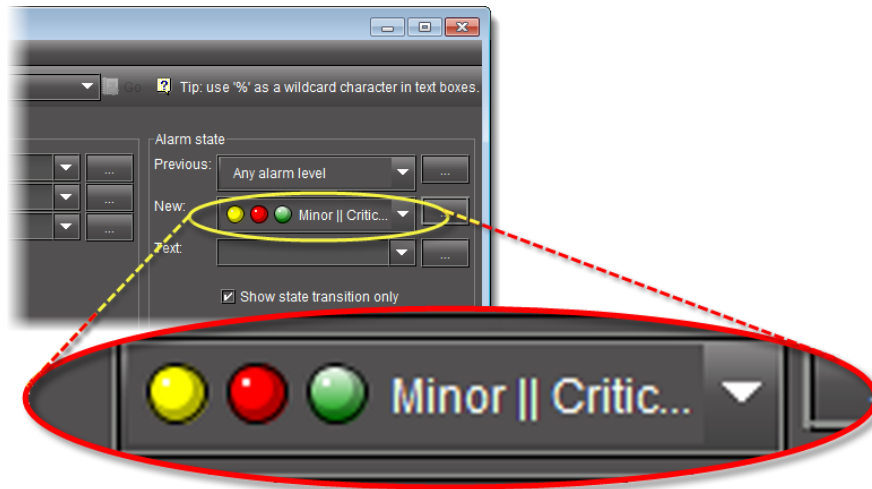 Go
Tip: use '%' as a wildcard character in text boxes.
Alarm state
Previous:
Any alarm level
...
...
New:
Minor || Critic...
...
...
Text:
...
...
Show state transition only
Minor || Critic...